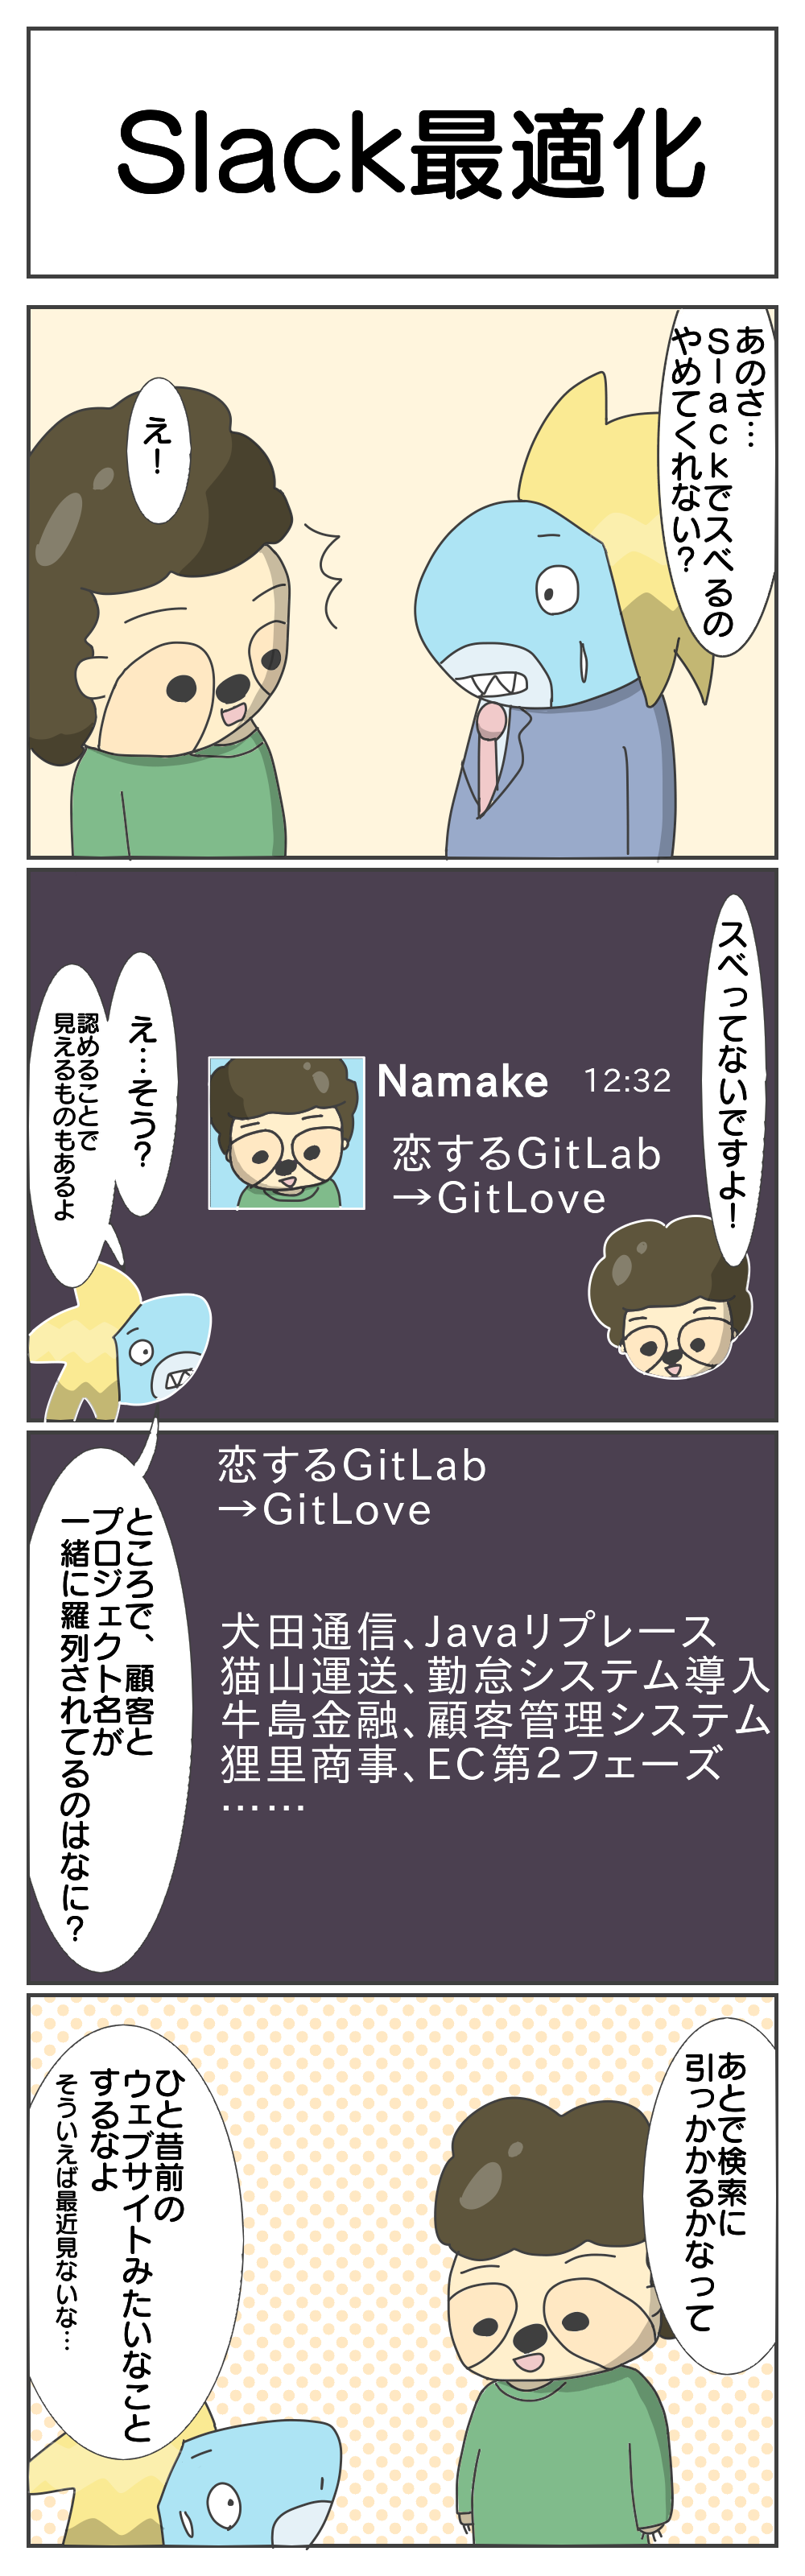 Slack最適化
あのさ…
Slackでスベるの
やめてくれない？
え！
スベってないですよ！
Namake 12:32
恋するGitLab
→GitLove
え…そう？
認めることで
見えるものもあるよ
恋するGitLab
→GitLove
犬田通信、Javaリプレース
猫山運送、勤怠システム導入
牛島金融、顧客管理システム
狸里商事、EC第2フェーズ
……
ところで、顧客と
プロジェクト名が
一緒に羅列されてるのはなに？
あとで検索に
引っかかるかなって
ひと昔前の
ウェブサイトみたいなこと
するなよ
そういえば最近見ないな…